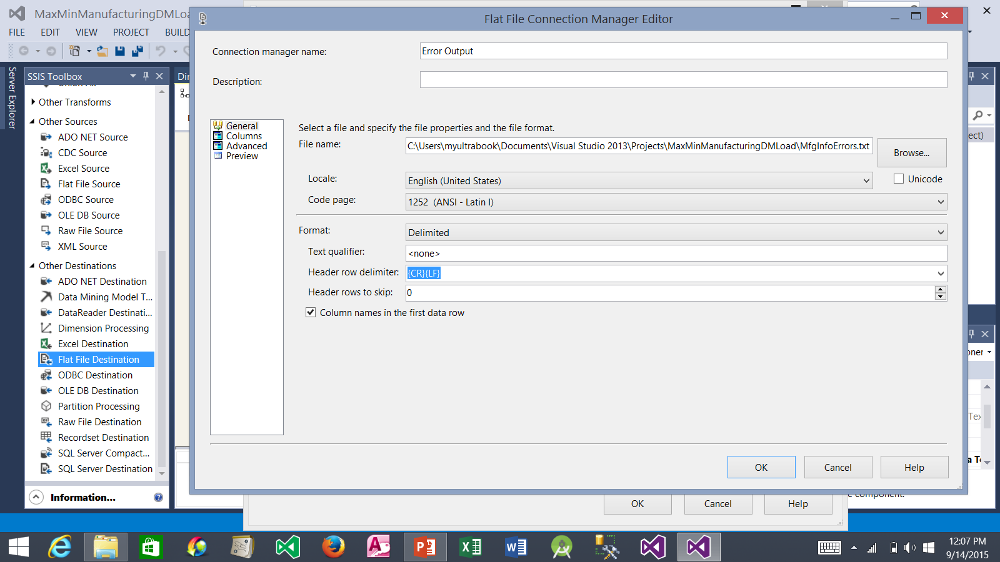 MaxMinManufacturingDMLoa
Flat File Connection Manager Editor
FILE
EDIT
VIEW
PROJECT
BUILD
Connection manager name:
Error Output
Description:
Server Explorer
SSIS Toolbox
Other Transforms
Other Sources
ADO NET Source
CDC Source
Excel Source
Flat File Source
ODBC Source
OLE DB Source
Raw File Source
XML Source
Other Destinations
ADO NET Destination
Data Mining Model T...
DataReader Destinati...
Dimension Processing
Excel Destination
Flat File Destination
ODBC Destination
OLE DB Destination
Partition Processing
Raw File Destination
Recordset Destination
SQL Server Compact...
SQL Server Destination
Information...
General
Columns
Advanced
Preview
Select a file and specify the file properties and the file format.
File name:
C:\Users\myultrabook\Documents\Visual Studio 2013\Projects\MaxMinManufacturingDMLoad\MfgInfoErrors.txt
Browse...
Locale:
English (United States)
Unicode
Code page:
1252 (ANSI - Latin I)
Format:
Delimited
Text qualifier:
<none>
Header row delimiter:
{CR}{LF}
Header rows to skip:
0
Column names in the first data row
OK
Cancel
Help
ect)
oner
Tex
a To
e component.
OK
Cancel
Help
12:07 PM
9/14/2015